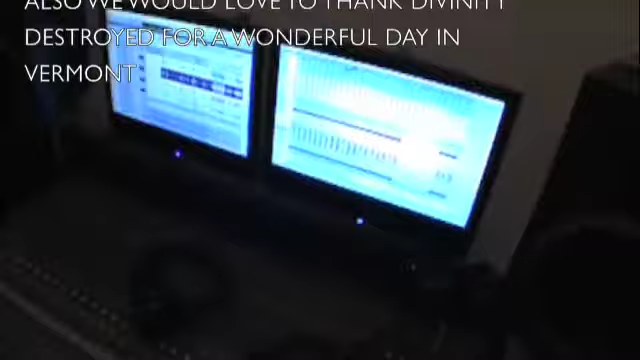 ALSO WE WOULD LOVE TO THANK DIVINITY
DESTROYED FOR A WONDERFUL DAY IN
VERMONT